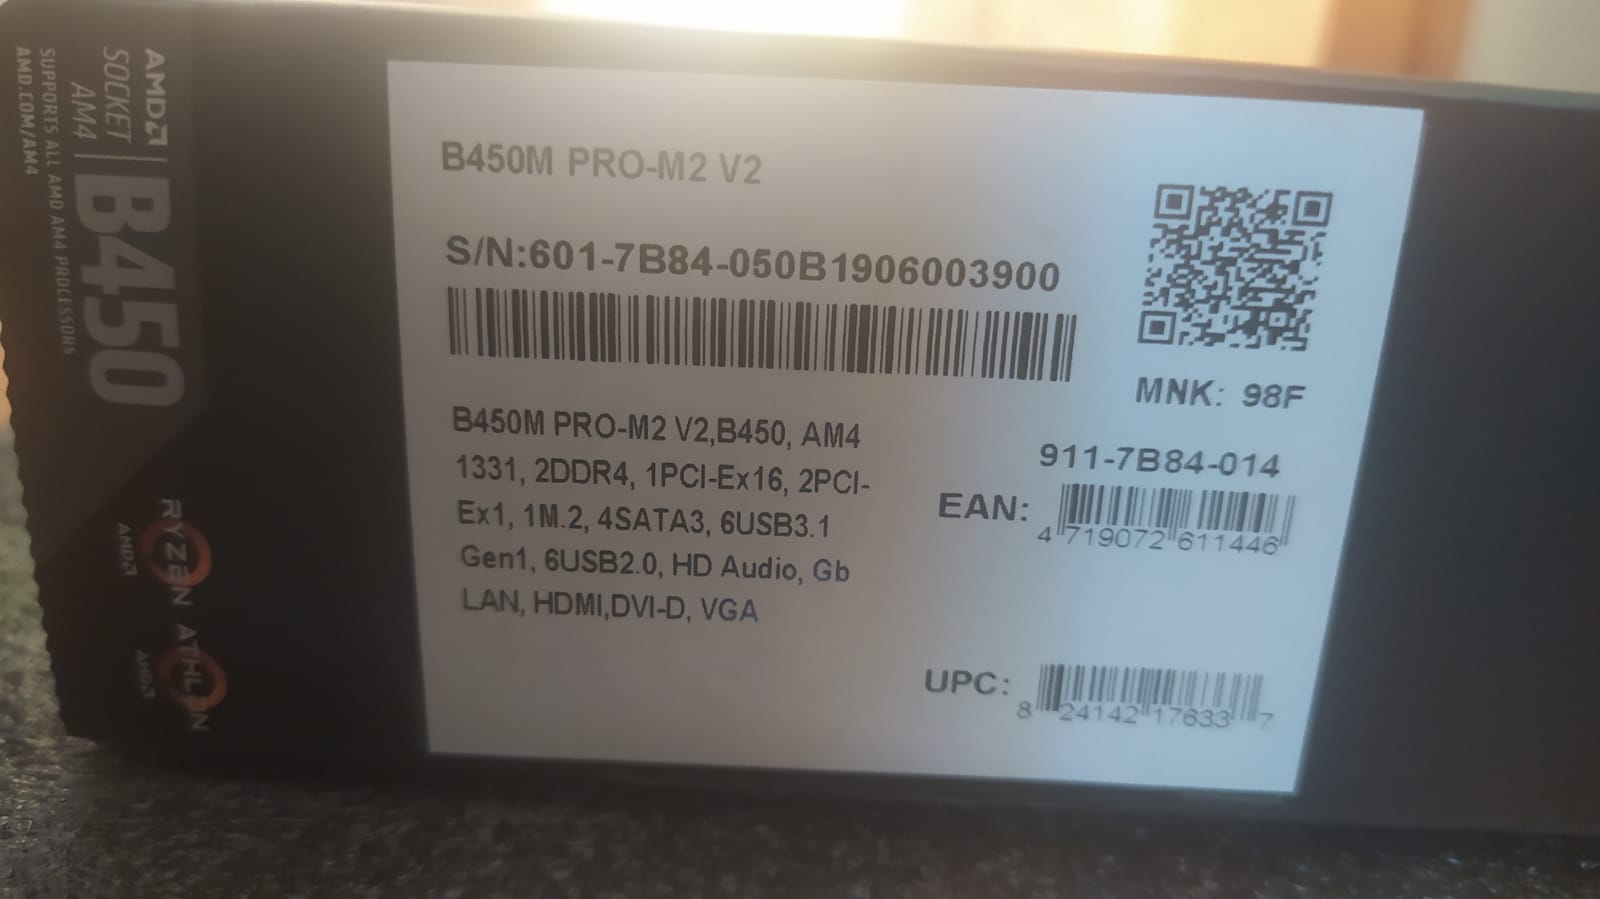 AMD
SOCKET
AM4
B450
SUPPORTS ALL AMD AM4 PROCESSORS
AMD.COM/AM4
AMD
RYZEN
AMD
ATHLON
B450M PRO-M2 V2
S/N:601-7B84-050B1906003900
MNK: 98F
B450M PRO-M2 V2,B450, AM4
1331, 2DDR4, 1PCI-Ex16, 2PCI-
Ex1, 1M.2, 4SATA3, 6USB3.1
Gen1, 6USB2.0, HD Audio, Gb
LAN, HDMI,DVI-D, VGA
911-7B84-014
EAN:
4 719072 611446
UPC:
8 24142 17633 7